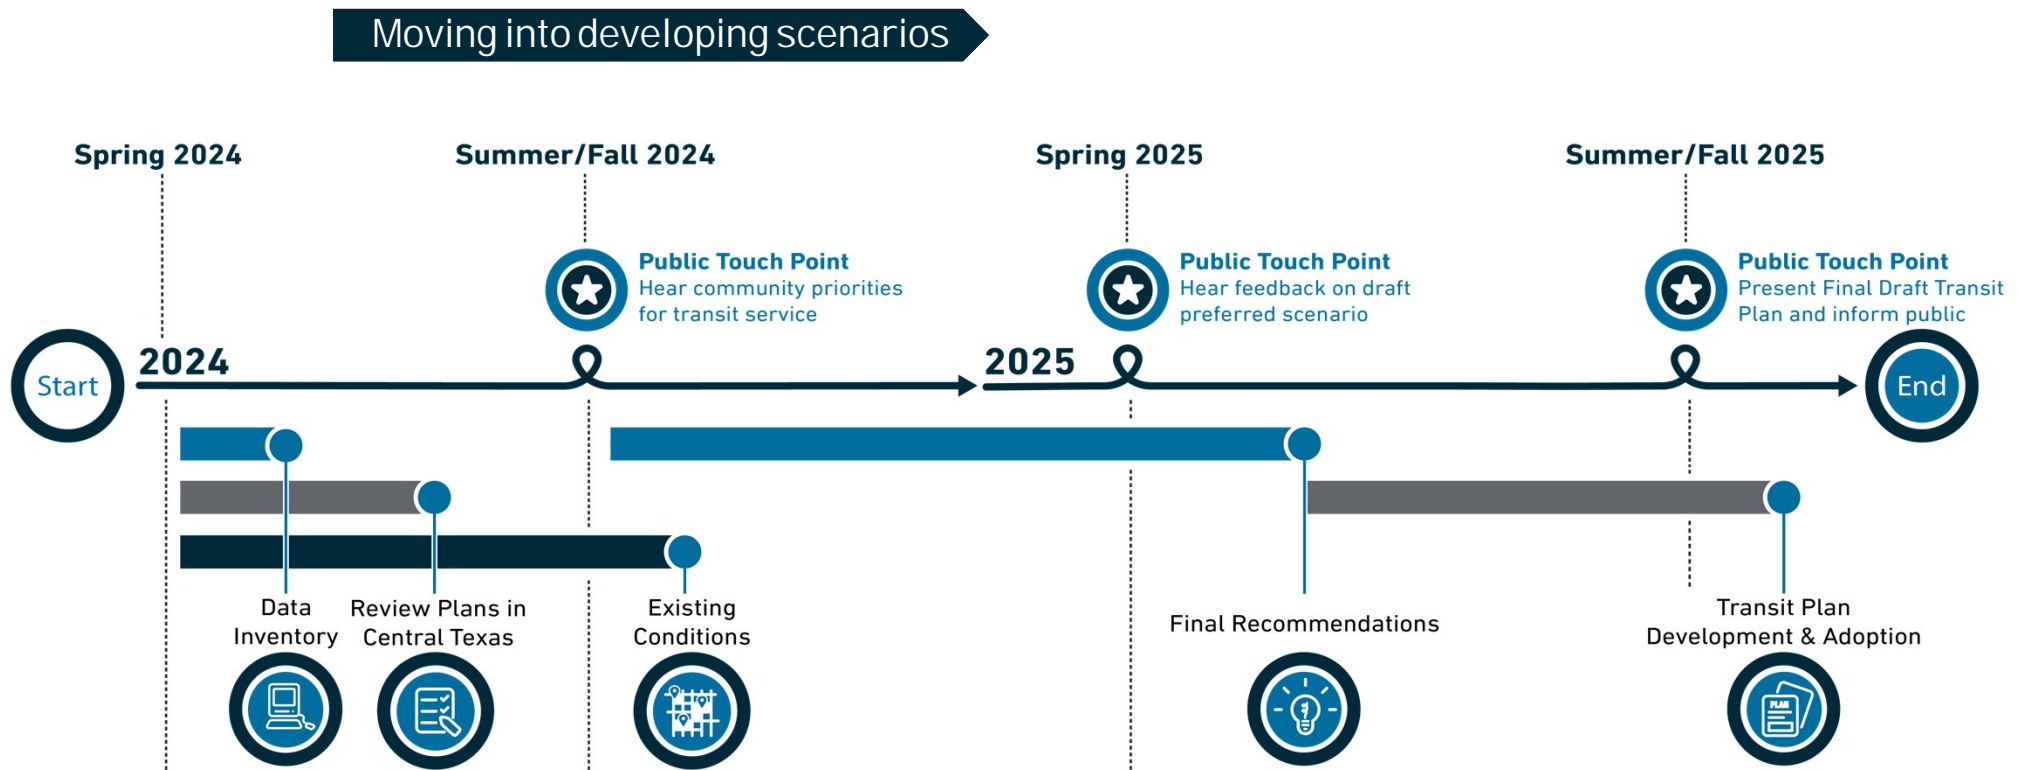 Moving into developing scenarios
Spring 2024
Summer/Fall 2024
Spring 2025
Summer/Fall 2025
Public Touch Point
Hear community priorities
for transit service
Public Touch Point
Hear feedback on draft
preferred scenario
Public Touch Point
Present Final Draft Transit
Plan and inform public
Start
2024
2025
End
Data
Inventory
Review Plans in
Central Texas
Existing
Conditions
Final Recommendations
Transit Plan
Development & Adoption
PLAN